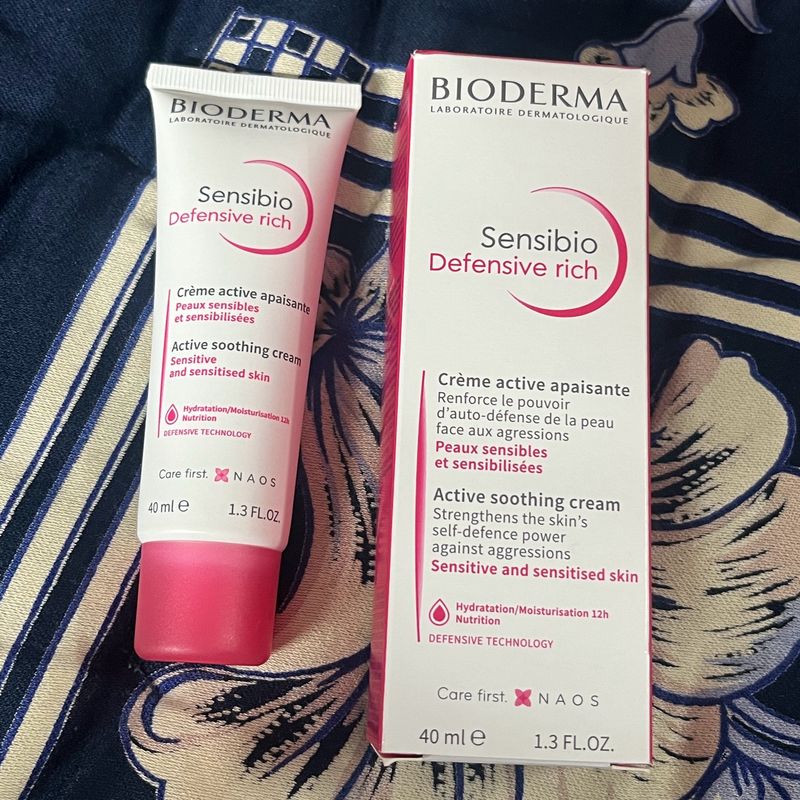 BIODERMA
LABORATOIRE DERMATOLOGIQUE
Sensibio
Defensive rich
Crème active apaisante
Peaux sensibles
et sensibilisées
Active soothing cream
Sensitive
and sensitised skin
Hydratation/Moisturisation 12h
Nutrition
DEFENSIVE TECHNOLOGY
Care first. NAOS
40 ml e 1.3 FL.OZ.
BIODERMA
LABORATOIRE DERMATOLOGIQUE
Sensibio
Defensive rich
Crème active apaisante
Renforce le pouvoir
d'auto-défense de la peau
face aux agressions
Peaux sensibles
et sensibilisées
Active soothing cream
Strengthens the skin's
self-defence power
against aggressions
Sensitive and sensitised skin
Hydratation/Moisturisation 12h
Nutrition
DEFENSIVE TECHNOLOGY
Care first. NAOS
40 ml e 1.3 FL.OZ.